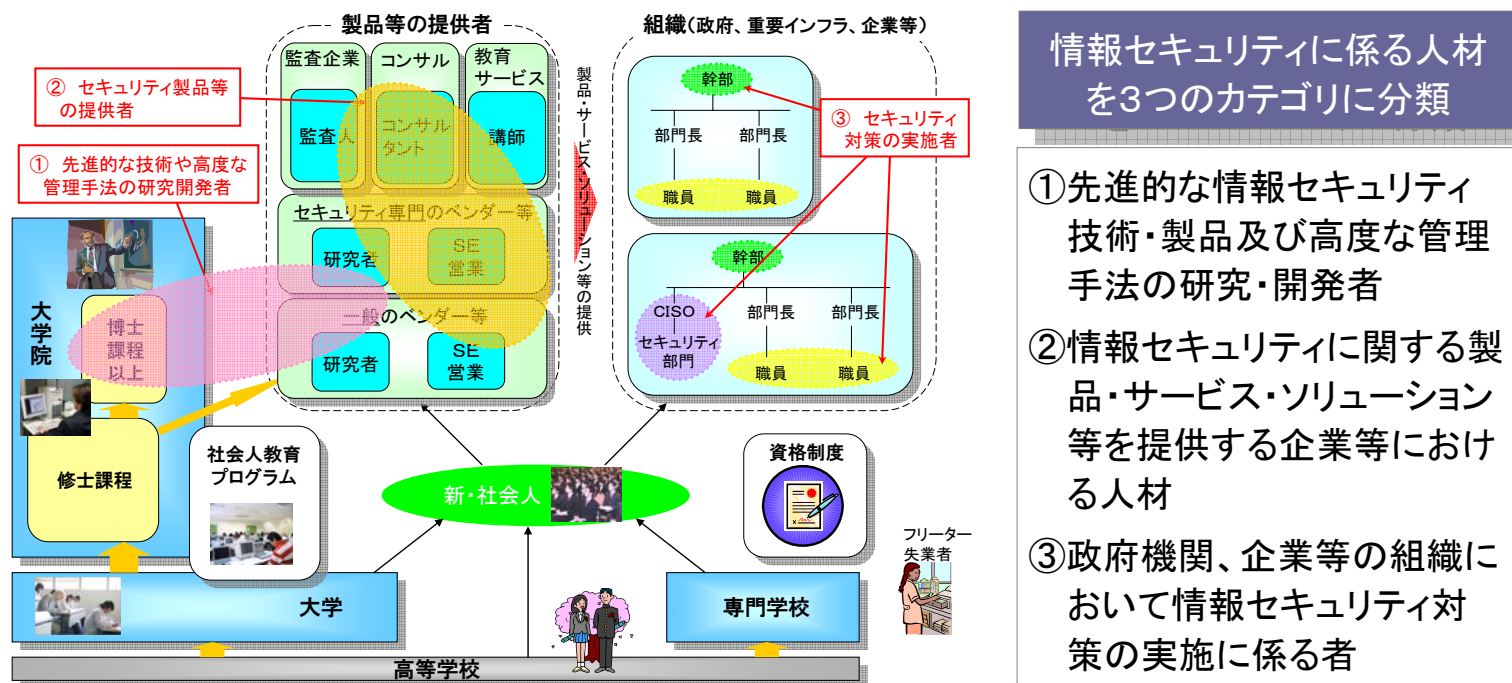 製品等の提供者
監査企業
コンサル
教育
サービス
監査人
コンサル
タント
講師
② セキュリティ製品等
の提供者
① 先進的な技術や高度な
管理手法の研究開発者
セキュリティ専門のベンダー等
研究者
SE
営業
一般のベンダー等
研究者
SE
営業
製品・サービス・ソリューション等の提供
組織(政府、重要インフラ、企業等)
幹部
部門長
部門長
職員
職員
③ セキュリティ
対策の実施者
幹部
CISO
セキュリティ
部門
部門長
部門長
職員
職員
大学院
博士
課程
以上
修士課程
社会人教育
プログラム
新・社会人
資格制度
フリーター
失業者
大学
専門学校
高等学校
情報セキュリティに係る人材
を3つのカテゴリに分類
①先進的な情報セキュリティ
技術・製品及び高度な管理
手法の研究・開発者
②情報セキュリティに関する製
品・サービス・ソリューション
等を提供する企業等におけ
る人材
③政府機関、企業等の組織に
おいて情報セキュリティ対
策の実施に係る者